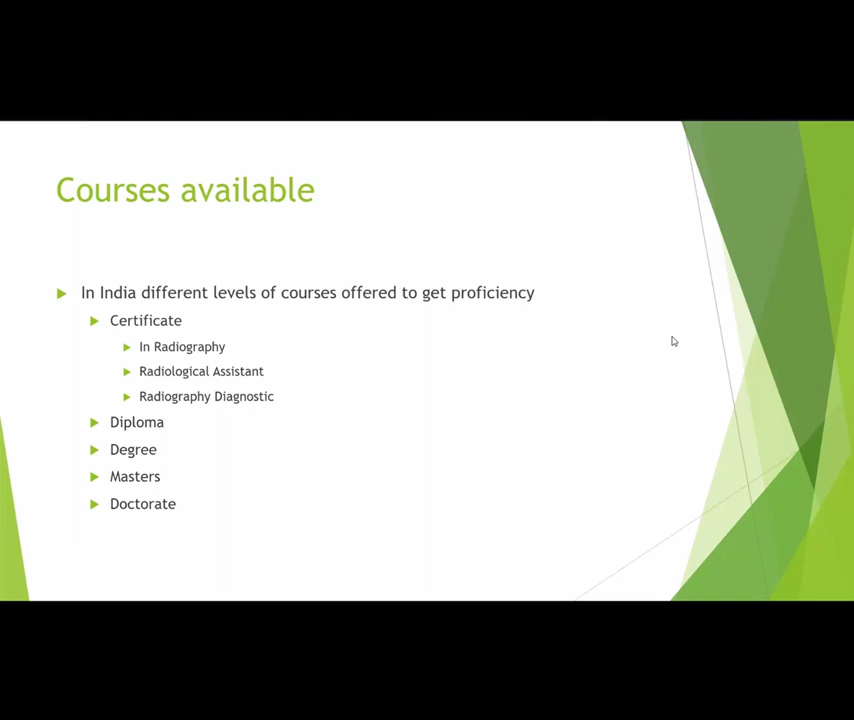 Courses available
In India different levels of courses offered to get proficiency
Certificate
In Radiography
Radiological Assistant
Radiography Diagnostic
Diploma
Degree
Masters
Doctorate